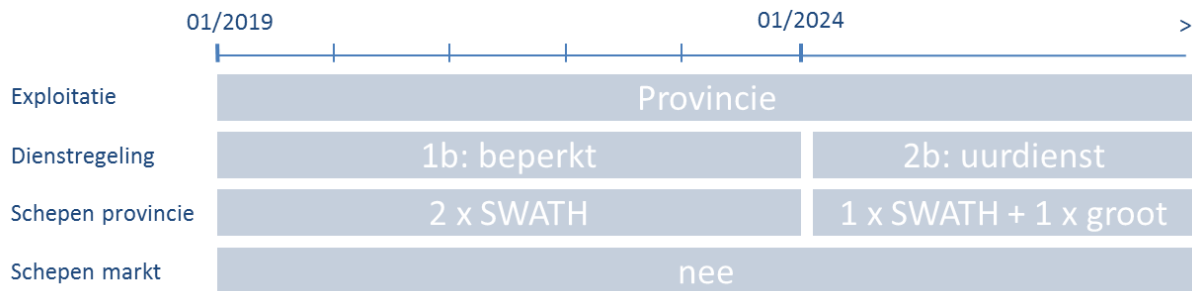 01/2019 01/2024 >
Exploitatie Provincie
Dienstregeling 1b: beperkt 2b: uurdienst
Schepen provincie 2 x SWATH 1 x SWATH + 1 x groot
Schepen markt nee